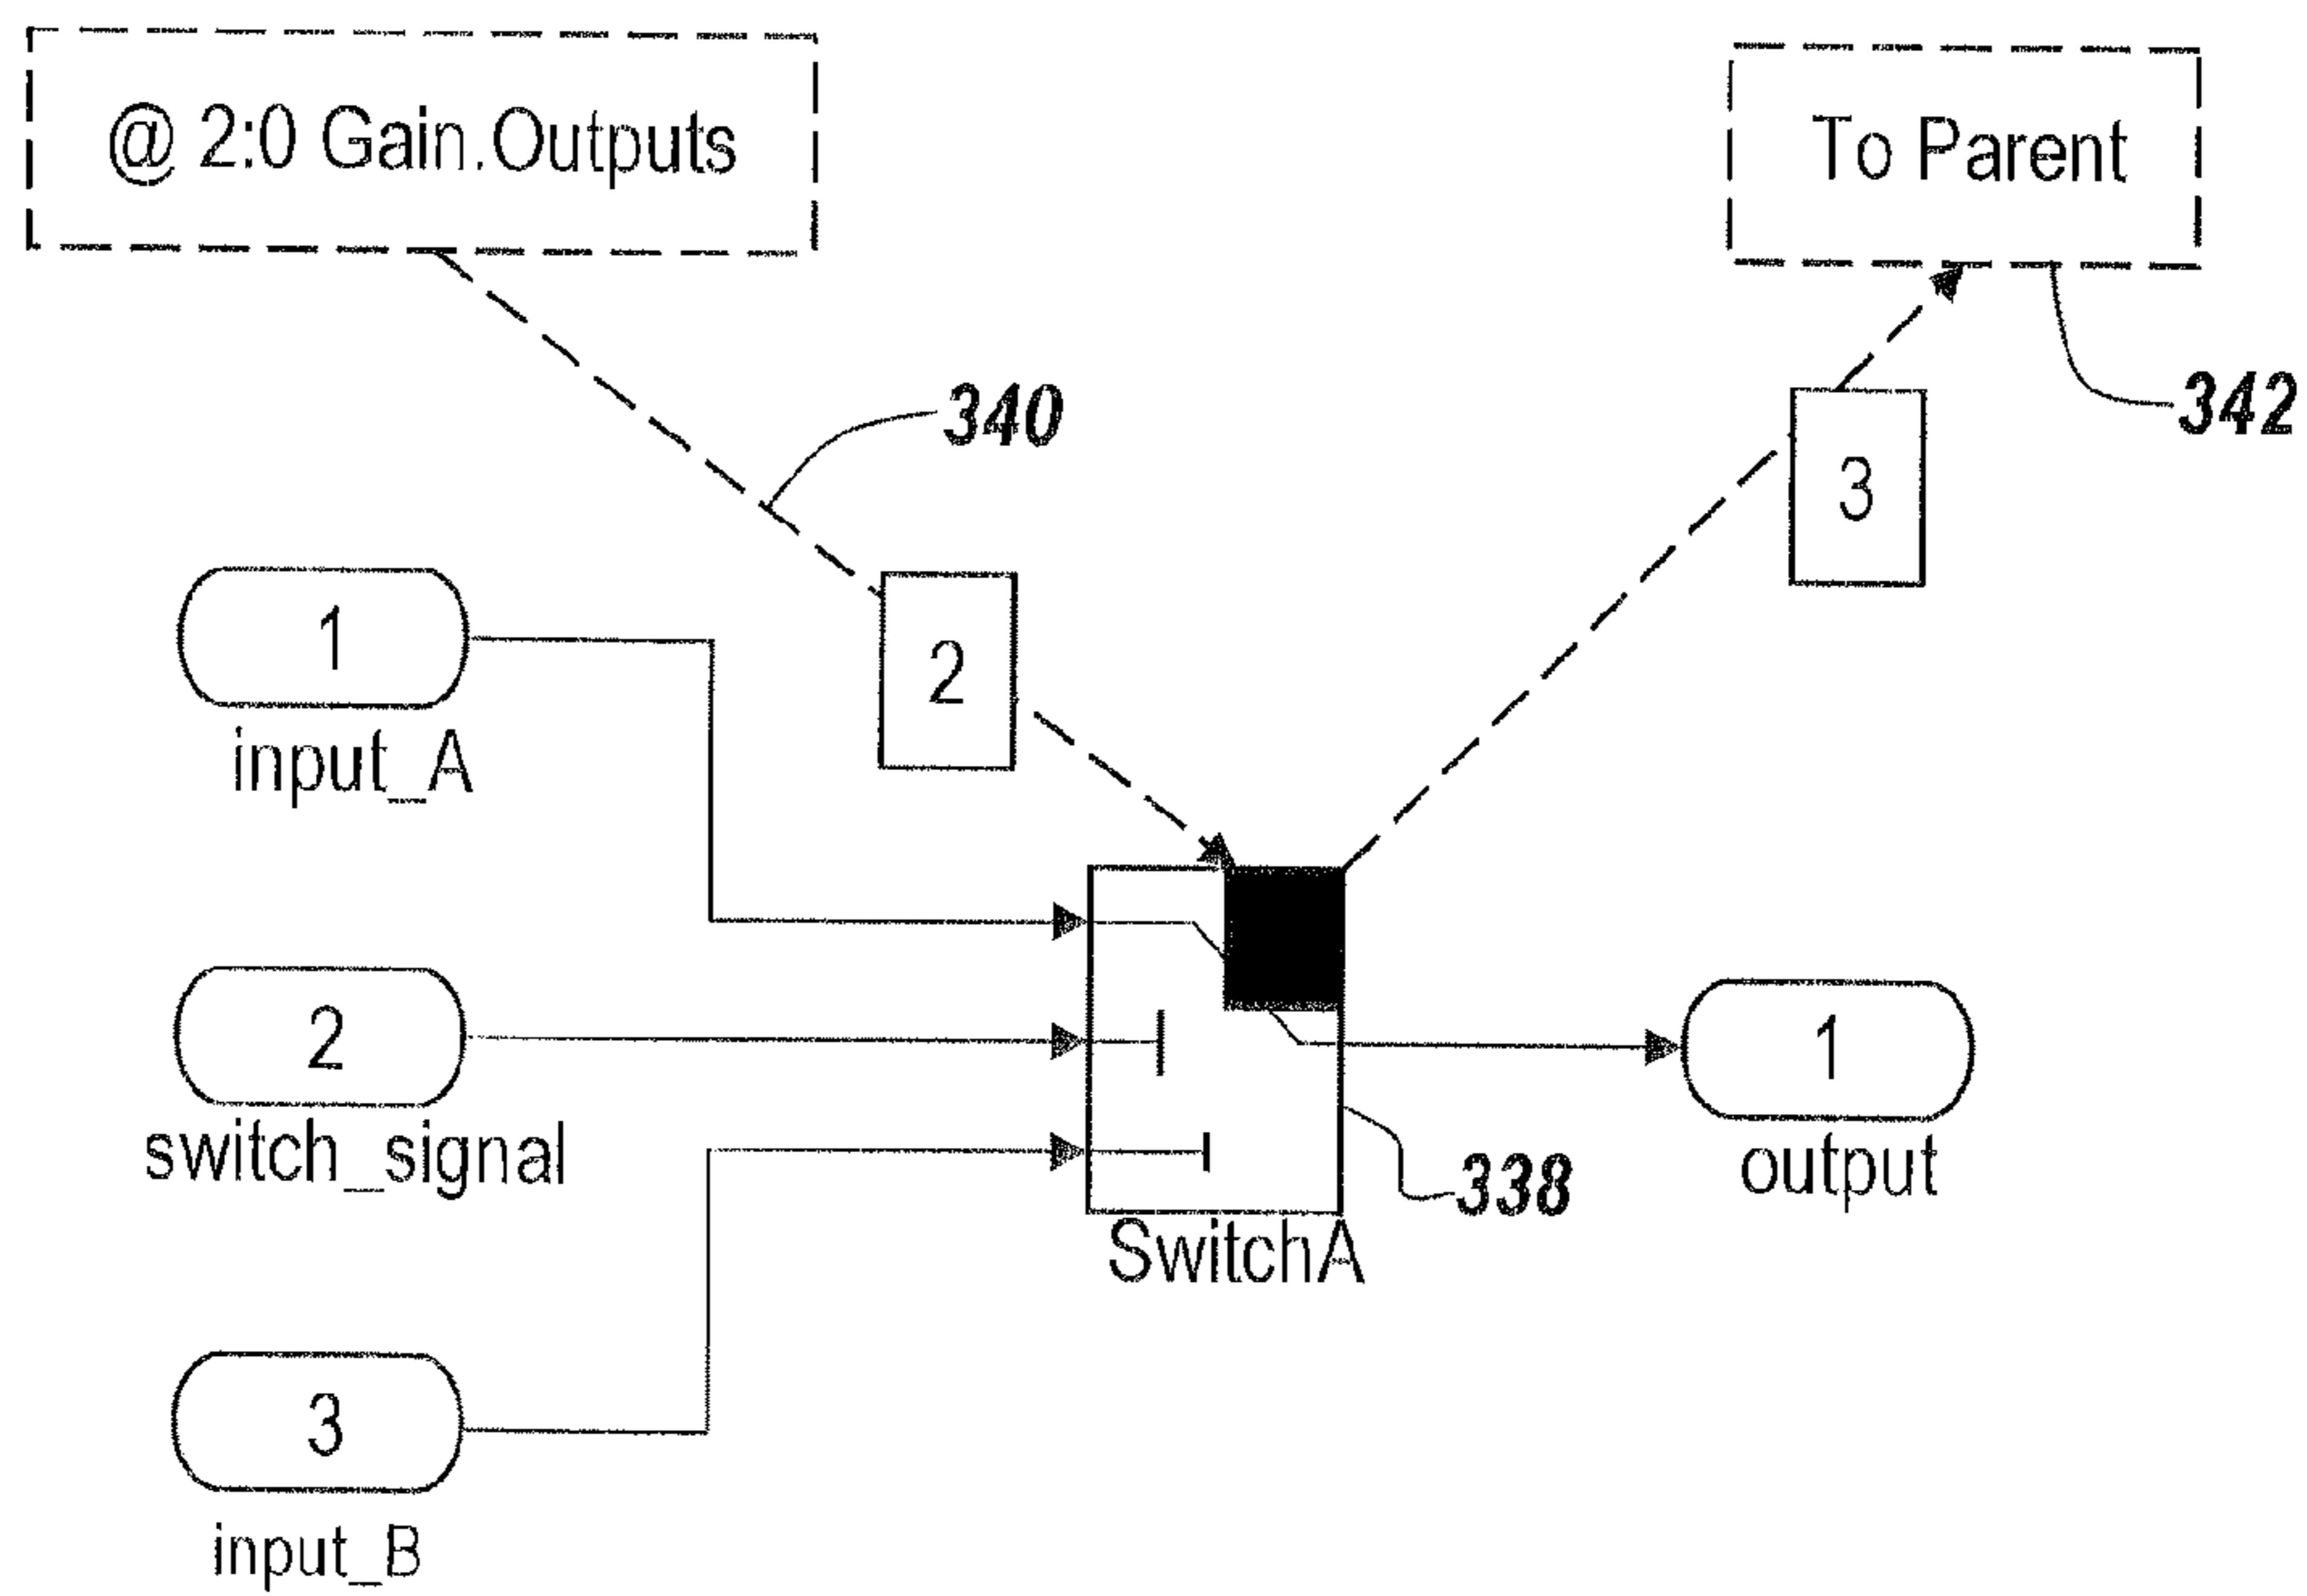 @ 2:0 Gain.Outputs
To Parent
340
342
3
1
2
input_A
2
1
switch_signal
338
output
SwitchA
3
input_B